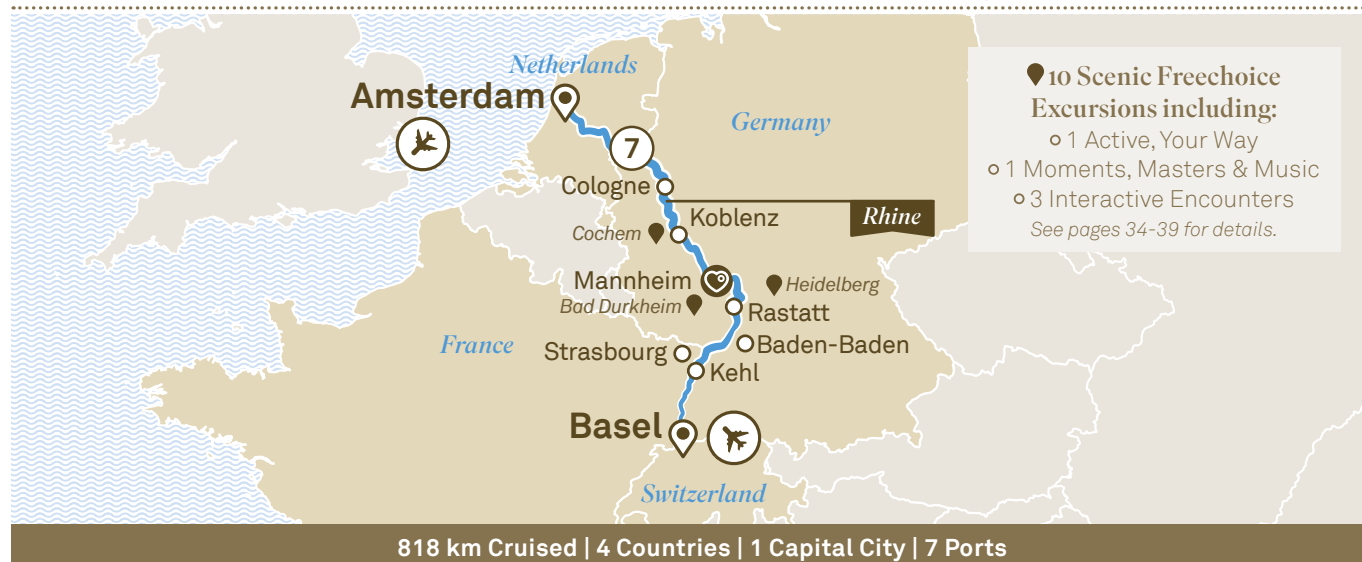 Netherlands
Amsterdam
Germany
7
Cologne
Rhine
Koblenz
Cochem
Mannheim
Heidelberg
Bad Durkheim
Rastatt
France
Strasbourg
Baden-Baden
Kehl
Basel
Switzerland
10 Scenic Freechoice
Excursions including:
1 Active, Your Way
1 Moments, Masters & Music
3 Interactive Encounters
See pages 34-39 for details.
818 km Cruised | 4 Countries | 1 Capital City | 7 Ports